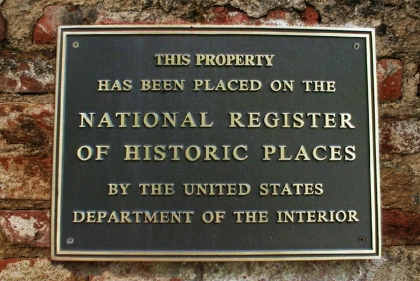 THIS PROPERTY
HAS BEEN PLACED ON THE
NATIONAL REGISTER
OF HISTORIC PLACES
BY THE UNITED STATES
DEPARTMENT OF THE INTERIOR